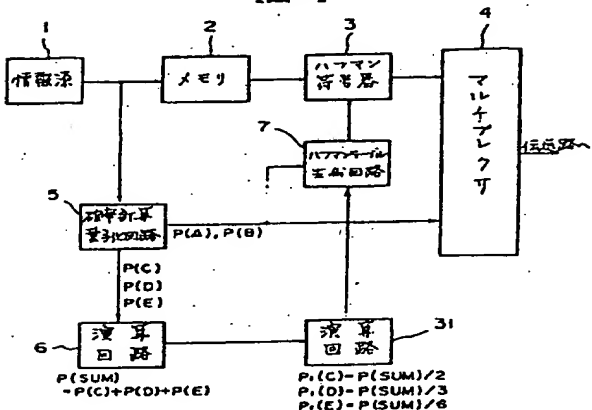 1
2
3
4
情報源
メモリ
ハフマン
符号器
マルチプレクサ
7
ハフマンテーブル
生成回路
伝送路へ
5
確率計算
量子化回路
P(A), P(B)
P(C)
P(D)
P(E)
6
演算
回路
演算
回路
31
P(SUM)
=P(C)+P(D)+P(E)
P₁(C)=P(SUM)/2
P₁(D)=P(SUM)/3
P₁(E)=P(SUM)/6